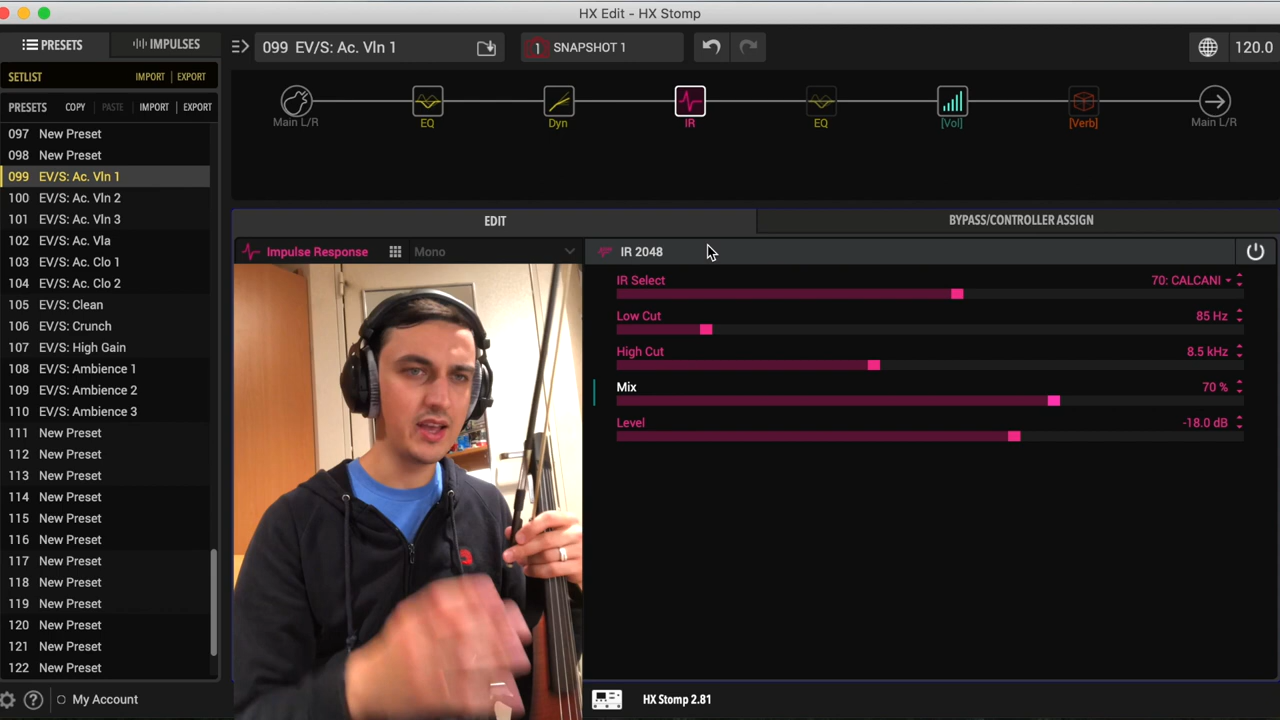 HX Edit - HX Stomp
PRESETS
IMPULSES
099 EV/S: Ac. Vln 1
1 SNAPSHOT 1
120.0
SETLIST IMPORT | EXPORT
PRESETS COPY PASTE IMPORT EXPORT
097 New Preset
098 New Preset
099 EV/S: Ac. Vln 1
100 EV/S: Ac. Vln 2
101 EV/S: Ac. Vln 3
102 EV/S: Ac. Vla
103 EV/S: Ac. Clo 1
104 EV/S: Ac. Clo 2
105 EV/S: Clean
106 EV/S: Crunch
107 EV/S: High Gain
108 EV/S: Ambience 1
109 EV/S: Ambience 2
110 EV/S: Ambience 3
111 New Preset
112 New Preset
113 New Preset
114 New Preset
115 New Preset
116 New Preset
117 New Preset
118 New Preset
119 New Preset
120 New Preset
121 New Preset
122 New Preset
? My Account
Main L/R EQ Dyn IR EQ [Vol] [Verb] Main L/R
EDIT
BYPASS/CONTROLLER ASSIGN
Impulse Response Mono
IR 2048
IR Select 70: CALCANI
Low Cut 85 Hz
High Cut 8.5 kHz
Mix 70 %
Level -18.0 dB
HX Stomp 2.81